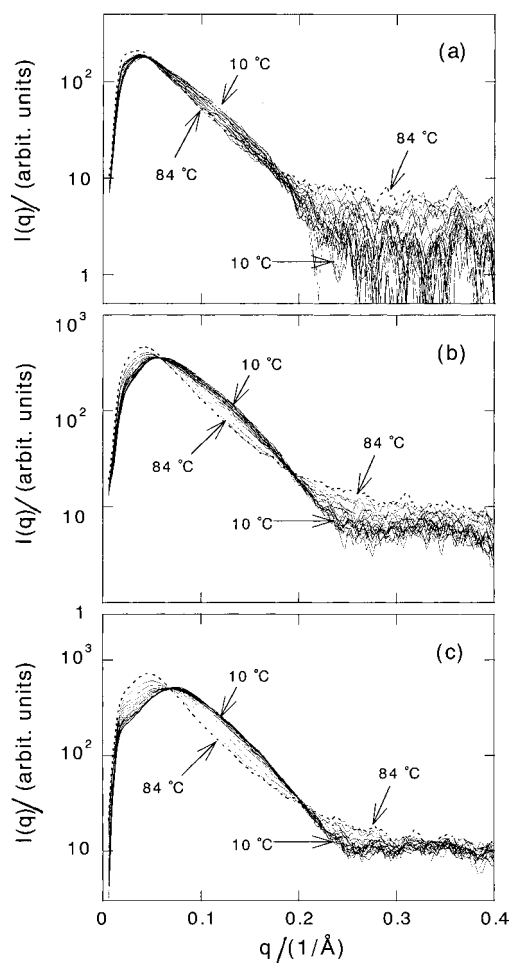 (a)
10 °C
10²
84 °C
84 °C
10
10 °C
1
I(q)/ (arbit. units)
10³
(b)
10 °C
10²
84 °C
84 °C
10
10 °C
I(q)/ (arbit. units)
1
(c)
10³
10 °C
10²
84 °C
84 °C
10 °C
10
I(q)/ (arbit. units)
0 0.1 0.2 0.3 0.4
q/(1/Å)